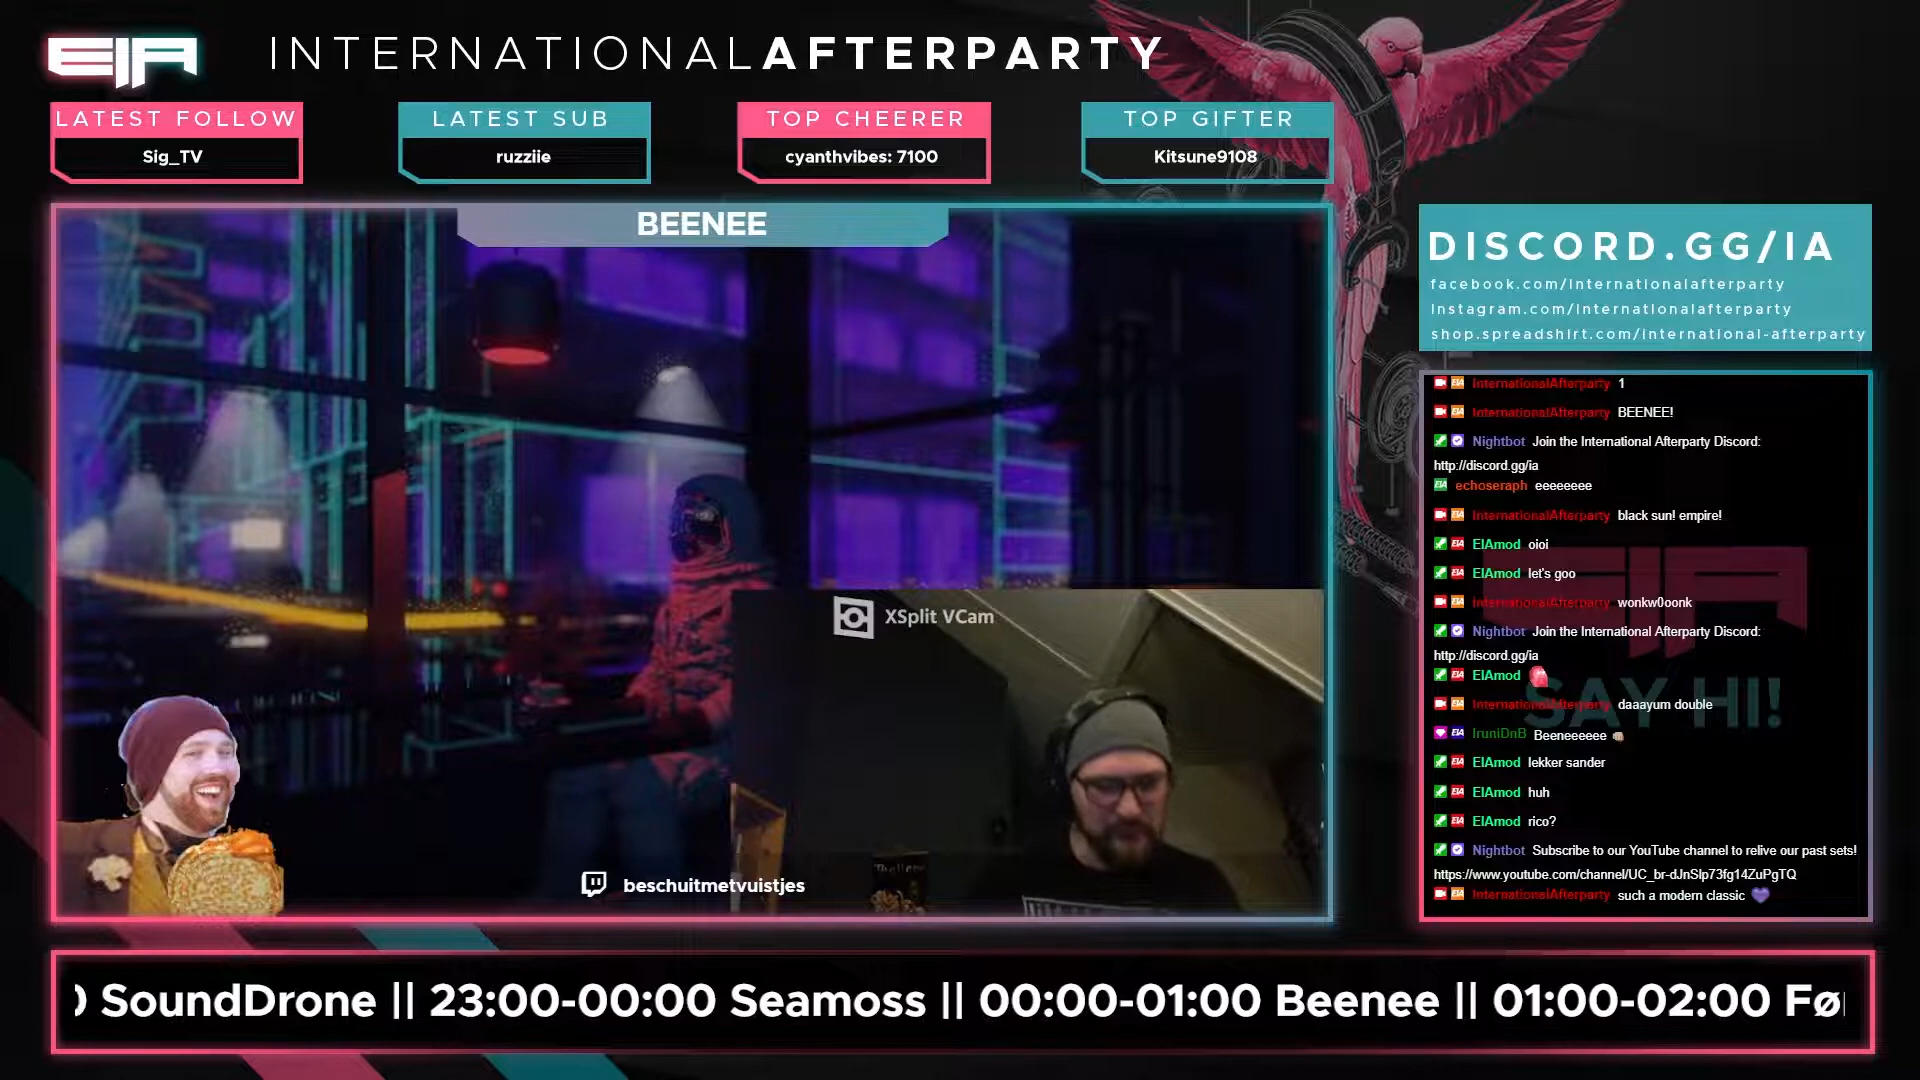 EIA
INTERNATIONALAFTERPARTY
LATEST FOLLOW
Sig_TV
LATEST SUB
ruzziie
TOP CHEERER
cyanthvibes: 7100
TOP GIFTER
Kitsune9108
BEENEE
XSplit VCam
beschuitmetvuistjes
DISCORD.GG/IA
facebook.com/internationalafterparty
instagram.com/internationalafterparty
shop.spreadshirt.com/international-afterparty
InternationalAfterparty 1
InternationalAfterparty BEENEE!
Nightbot Join the International Afterparty Discord:
http://discord.gg/ia
echoseraph eeeeeeee
InternationalAfterparty black sun! empire!
EIAmod oioi
EIAmod let's goo
InternationalAfterparty wonkw0onk
Nightbot Join the International Afterparty Discord:
http://discord.gg/ia
EIAmod
InternationalAfterparty daaayum double
IruniDnB Beeneeeeee
EIAmod lekker sander
EIAmod huh
EIAmod rico?
Nightbot Subscribe to our YouTube channel to relive our past sets!
https://www.youtube.com/channel/UC_br-dJnSlp73fg14ZuPgTQ
InternationalAfterparty such a modern classic
EIA
SAY HI!
SoundDrone || 23:00-00:00 Seamoss || 00:00-01:00 Beenee || 01:00-02:00